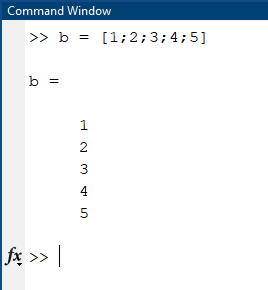 Command Window
>> b = [1;2;3;4;5]
b =
1
2
3
4
5
fx >>